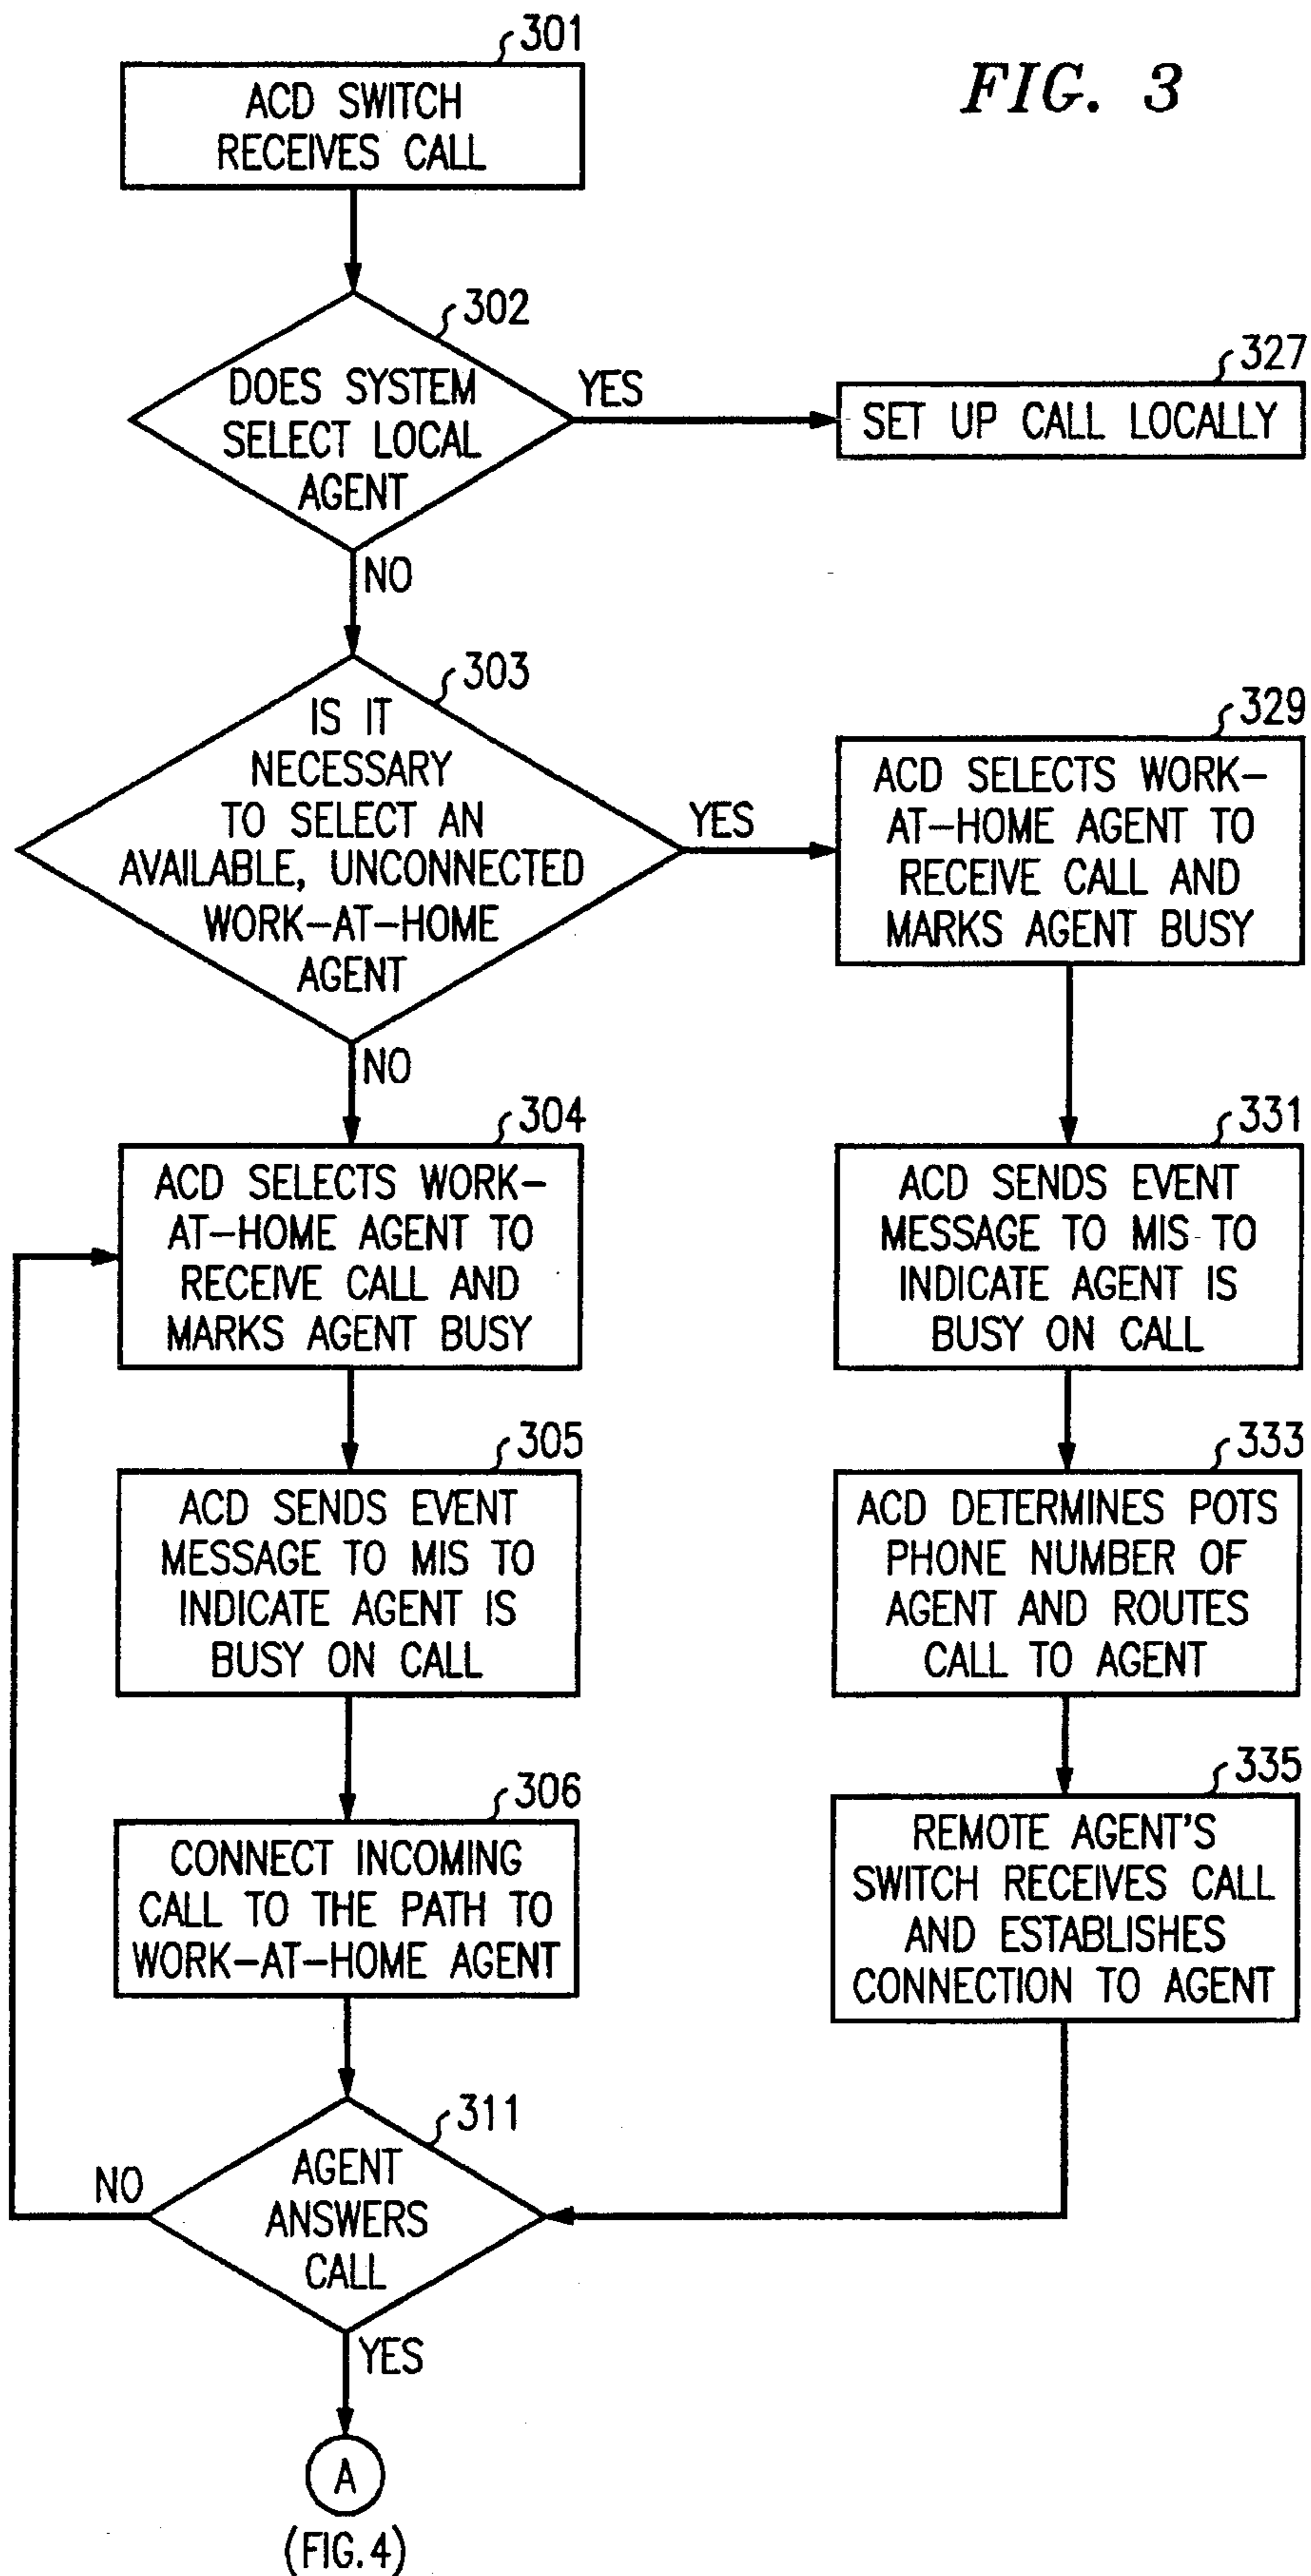 FIG. 3
301
ACD SWITCH
RECEIVES CALL
302
DOES SYSTEM
SELECT LOCAL
AGENT
YES
NO
327
SET UP CALL LOCALLY
303
IS IT
NECESSARY
TO SELECT AN
AVAILABLE, UNCONNECTED
WORK-AT-HOME
AGENT
YES
NO
329
ACD SELECTS WORK-
AT-HOME AGENT TO
RECEIVE CALL AND
MARKS AGENT BUSY
304
ACD SELECTS WORK-
AT-HOME AGENT TO
RECEIVE CALL AND
MARKS AGENT BUSY
331
ACD SENDS EVENT
MESSAGE TO MIS TO
INDICATE AGENT IS
BUSY ON CALL
305
ACD SENDS EVENT
MESSAGE TO MIS TO
INDICATE AGENT IS
BUSY ON CALL
333
ACD DETERMINES POTS
PHONE NUMBER OF
AGENT AND ROUTES
CALL TO AGENT
306
CONNECT INCOMING
CALL TO THE PATH TO
WORK-AT-HOME AGENT
335
REMOTE AGENT'S
SWITCH RECEIVES CALL
AND ESTABLISHES
CONNECTION TO AGENT
311
AGENT
ANSWERS
CALL
NO
YES
A
(FIG.4)